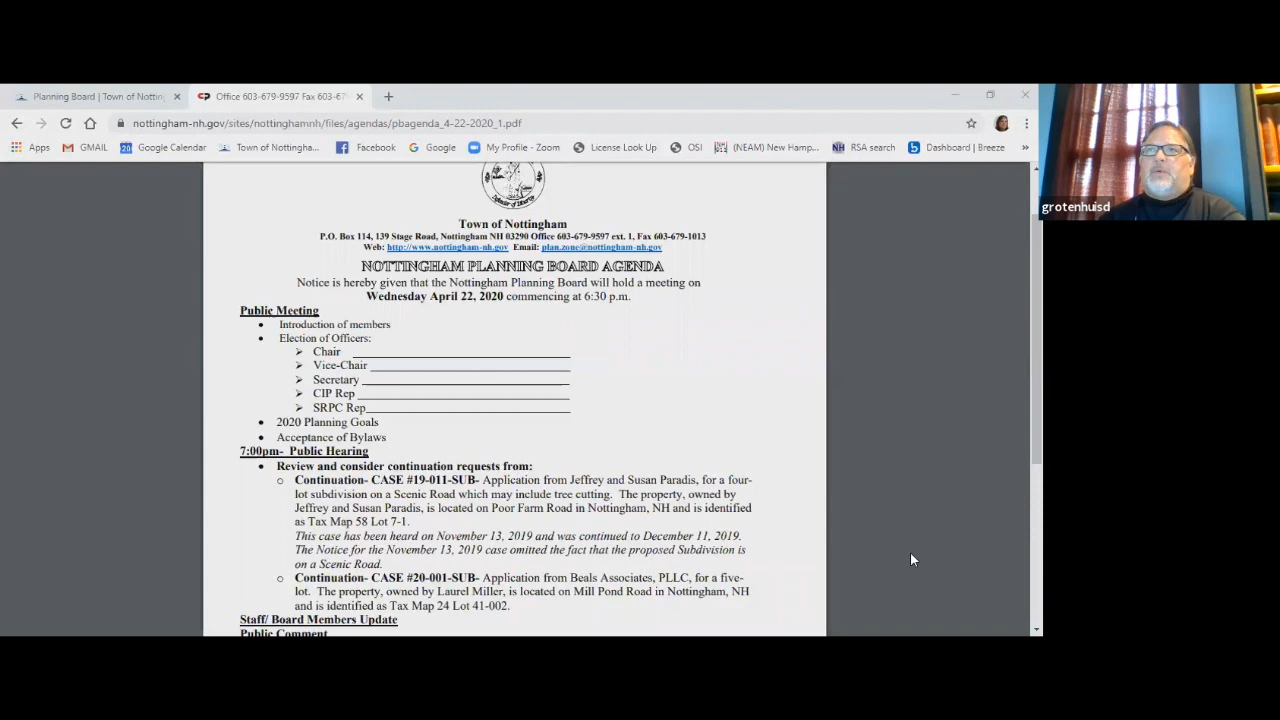 Planning Board | Town of Notting
Office 603-679-9597 Fax 603-67
nottingham-nh.gov/sites/nottinghamnh/files/agendas/pbagenda_4-22-2020_1.pdf
Apps GMAIL 20 Google Calendar Town of Nottingha... Facebook Google My Profile - Zoom License Look Up OSI (NEAM) New Hamp... RSA search Dashboard | Breeze »
grotenhuisd
Town of Nottingham
P.O. Box 114, 139 Stage Road, Nottingham NH 03290 Office 603-679-9597 ext. 1, Fax 603-679-1013
Web: http://www.nottingham-nh.gov Email: plan.zone@nottingham-nh.gov
NOTTINGHAM PLANNING BOARD AGENDA
Notice is hereby given that the Nottingham Planning Board will hold a meeting on
Wednesday April 22, 2020 commencing at 6:30 p.m.
Public Meeting
• Introduction of members
• Election of Officers:
➢ Chair
➢ Vice-Chair
➢ Secretary
➢ CIP Rep
➢ SRPC Rep
• 2020 Planning Goals
• Acceptance of Bylaws
7:00pm- Public Hearing
• Review and consider continuation requests from:
o Continuation- CASE #19-011-SUB- Application from Jeffrey and Susan Paradis, for a four-
lot subdivision on a Scenic Road which may include tree cutting. The property, owned by
Jeffrey and Susan Paradis, is located on Poor Farm Road in Nottingham, NH and is identified
as Tax Map 58 Lot 7-1.
This case has been heard on November 13, 2019 and was continued to December 11, 2019.
The Notice for the November 13, 2019 case omitted the fact that the proposed Subdivision is
on a Scenic Road.
o Continuation- CASE #20-001-SUB- Application from Beals Associates, PLLC, for a five-
lot. The property, owned by Laurel Miller, is located on Mill Pond Road in Nottingham, NH
and is identified as Tax Map 24 Lot 41-002.
Staff/ Board Members Update
Public Comment